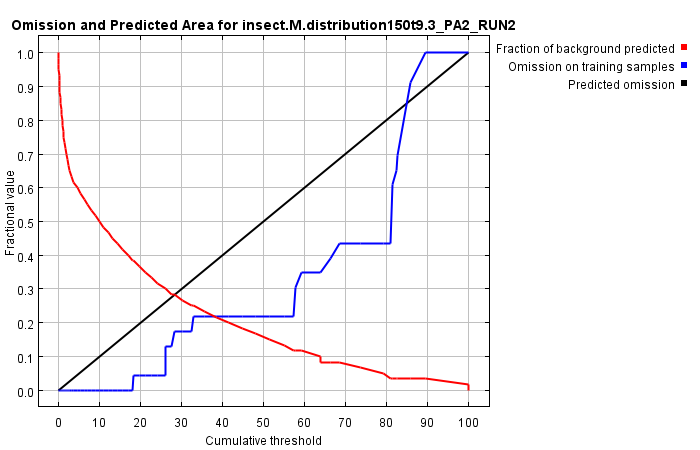 Omission and Predicted Area for insect.M.distribution150t9.3_PA2_RUN2
Fraction of background predicted
Omission on training samples
Predicted omission
1.0
0.9
0.8
0.7
0.6
0.5
0.4
0.3
0.2
0.1
0.0
Fractional value
0 10 20 30 40 50 60 70 80 90 100
Cumulative threshold